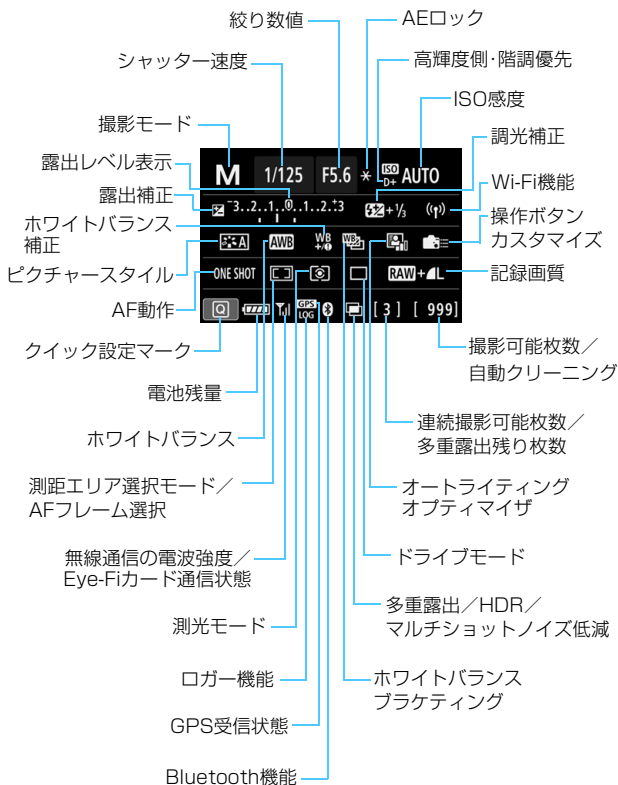 絞り数値
AEロック
シャッター速度
高輝度側・階調優先
ISO感度
撮影モード
調光補正
露出レベル表示
露出補正
Wi-Fi機能
ホワイトバランス
補正
操作ボタン
カスタマイズ
ピクチャースタイル
記録画質
AF動作
クイック設定マーク
M 1/125 F5.6 ISO D+ AUTO
-3..2..1..0..1..2.+3 +1/3
A AWB WB +/- WB
ONE SHOT RAW+L
Q GPS LOG [ 3 ] [ 999]
撮影可能枚数/
自動クリーニング
電池残量
連続撮影可能枚数/
多重露出残り枚数
ホワイトバランス
測距エリア選択モード/
AFフレーム選択
オートライティング
オプティマイザ
無線通信の電波強度/
Eye-Fiカード通信状態
ドライブモード
測光モード
多重露出/HDR/
マルチショットノイズ低減
ロガー機能
ホワイトバランス
ブラケティング
GPS受信状態
Bluetooth機能